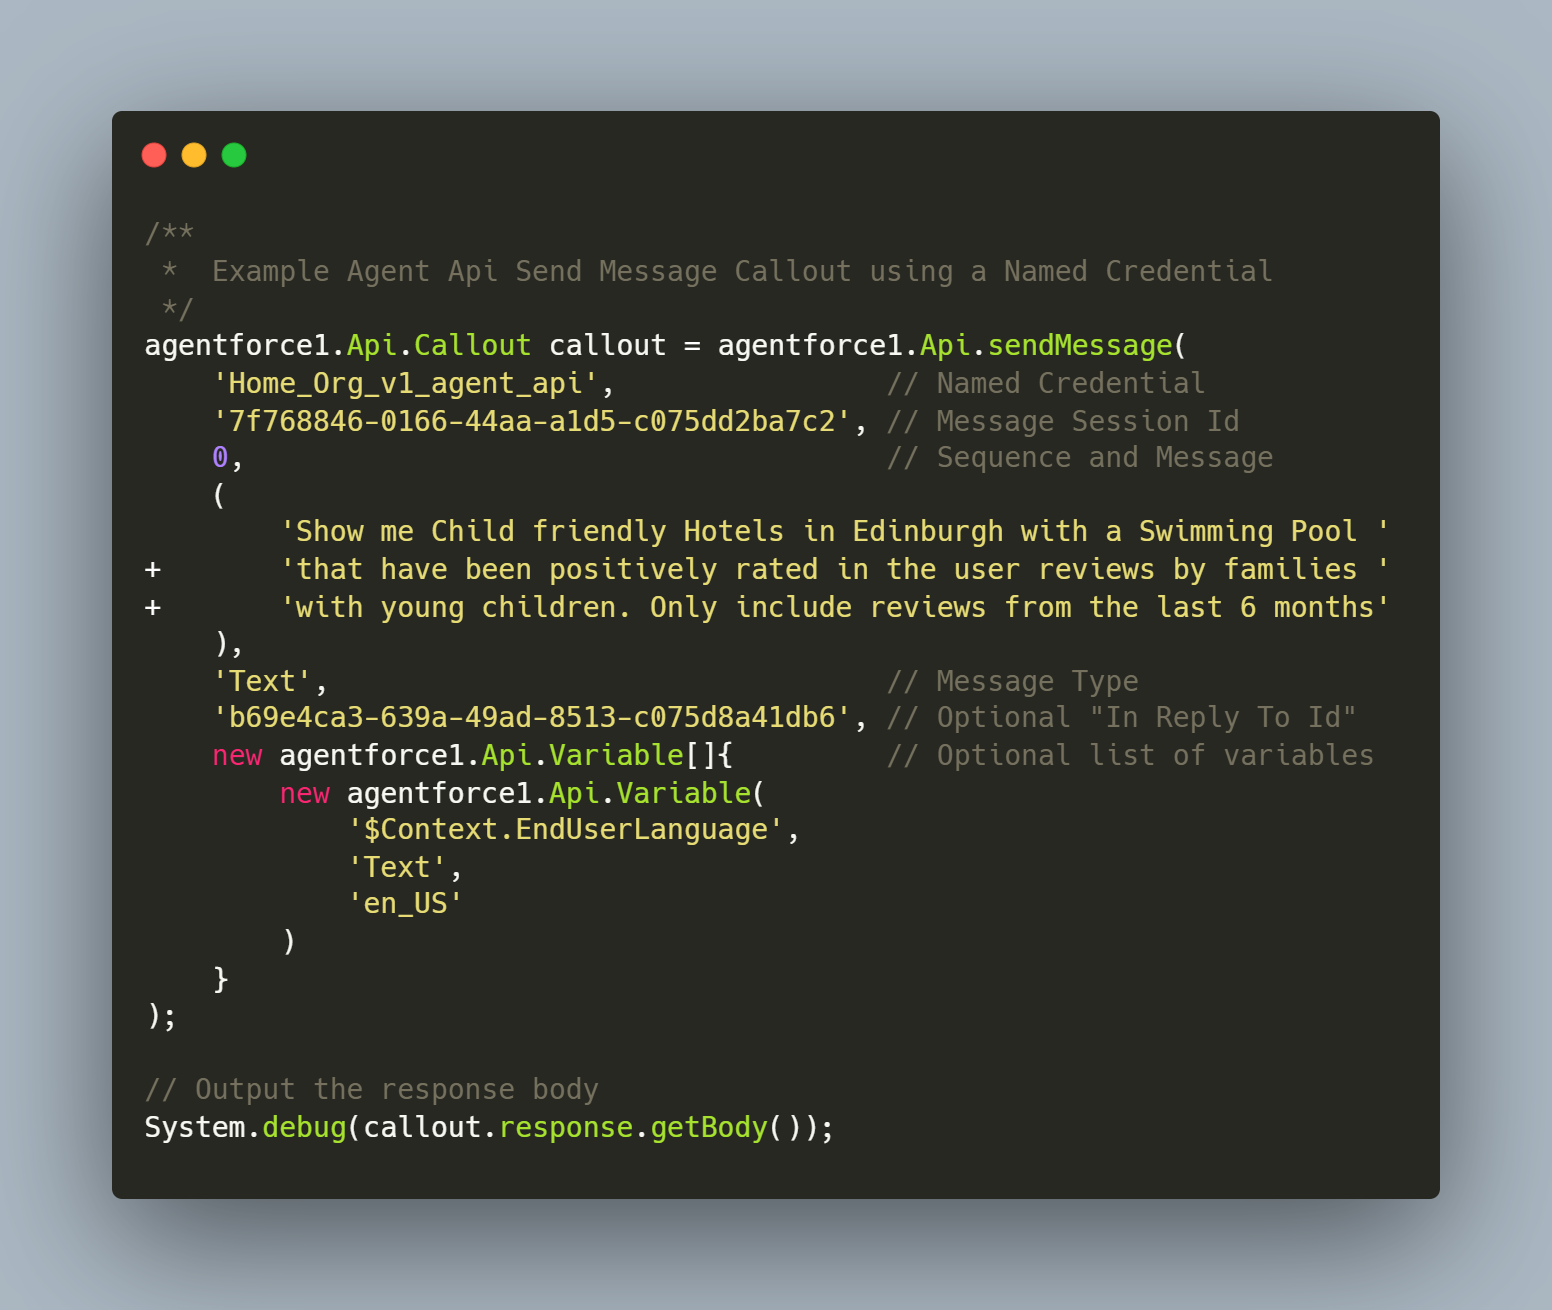 /**
 *  Example Agent Api Send Message Callout using a Named Credential
 */
agentforce1.Api.Callout callout = agentforce1.Api.sendMessage(
    'Home_Org_v1_agent_api',                // Named Credential
    '7f768846-0166-44aa-a1d5-c075dd2ba7c2', // Message Session Id
    0,                                      // Sequence and Message
    (
        'Show me Child friendly Hotels in Edinburgh with a Swimming Pool '
+       'that have been positively rated in the user reviews by families '
+       'with young children. Only include reviews from the last 6 months'
    ),
    'Text',                                 // Message Type
    'b69e4ca3-639a-49ad-8513-c075d8a41db6', // Optional "In Reply To Id"
    new agentforce1.Api.Variable[]{         // Optional list of variables
        new agentforce1.Api.Variable(
            '$Context.EndUserLanguage',
            'Text',
            'en_US'
        )
    }
);

// Output the response body
System.debug(callout.response.getBody());